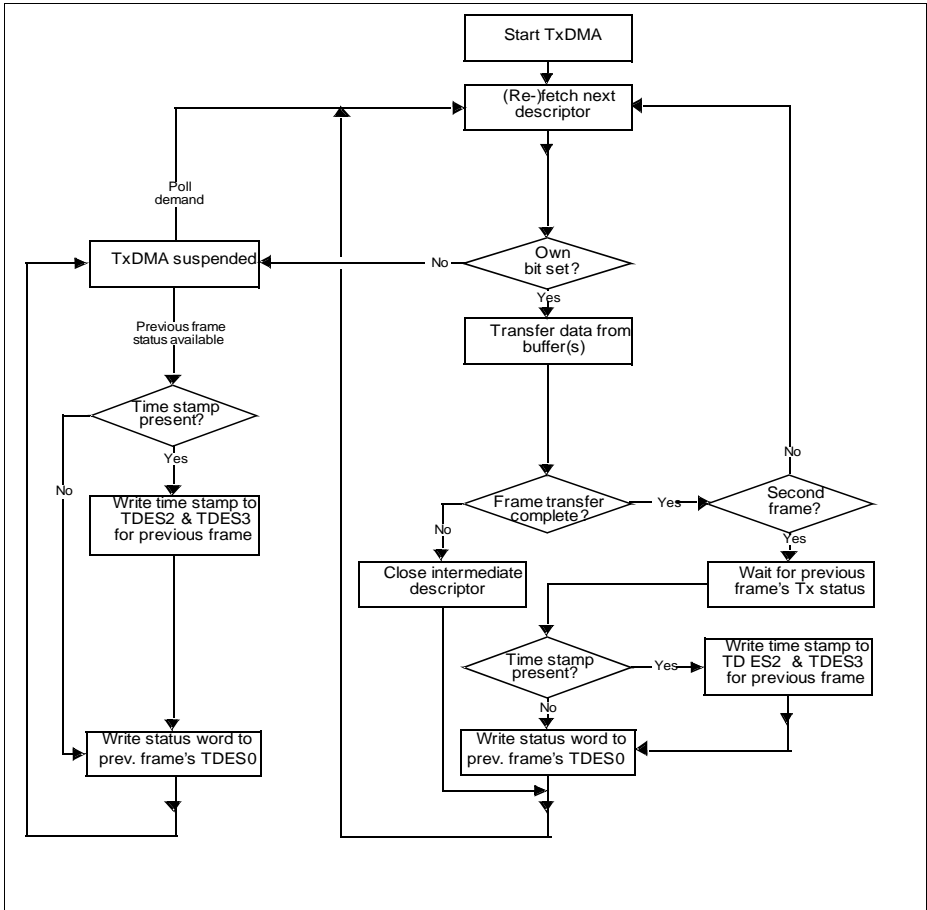 Start TxDMA
(Re-)fetch next
descriptor
Poll
demand
TxDMA suspended
No
Own
bit set?
Yes
Previous frame
status available
Transfer data from
buffer(s)
Time stamp
present?
Yes
No
No
Write time stamp to
TDES2 & TDES3
for previous frame
Frame transfer
complete?
Yes
Second
frame?
No
Yes
Close intermediate
descriptor
Wait for previous
frame's Tx status
Time stamp
present?
Yes
Write time stamp to
TD ES2 & TDES3
for previous frame
No
Write status word to
prev. frame's TDES0
Write status word to
prev. frame's TDES0